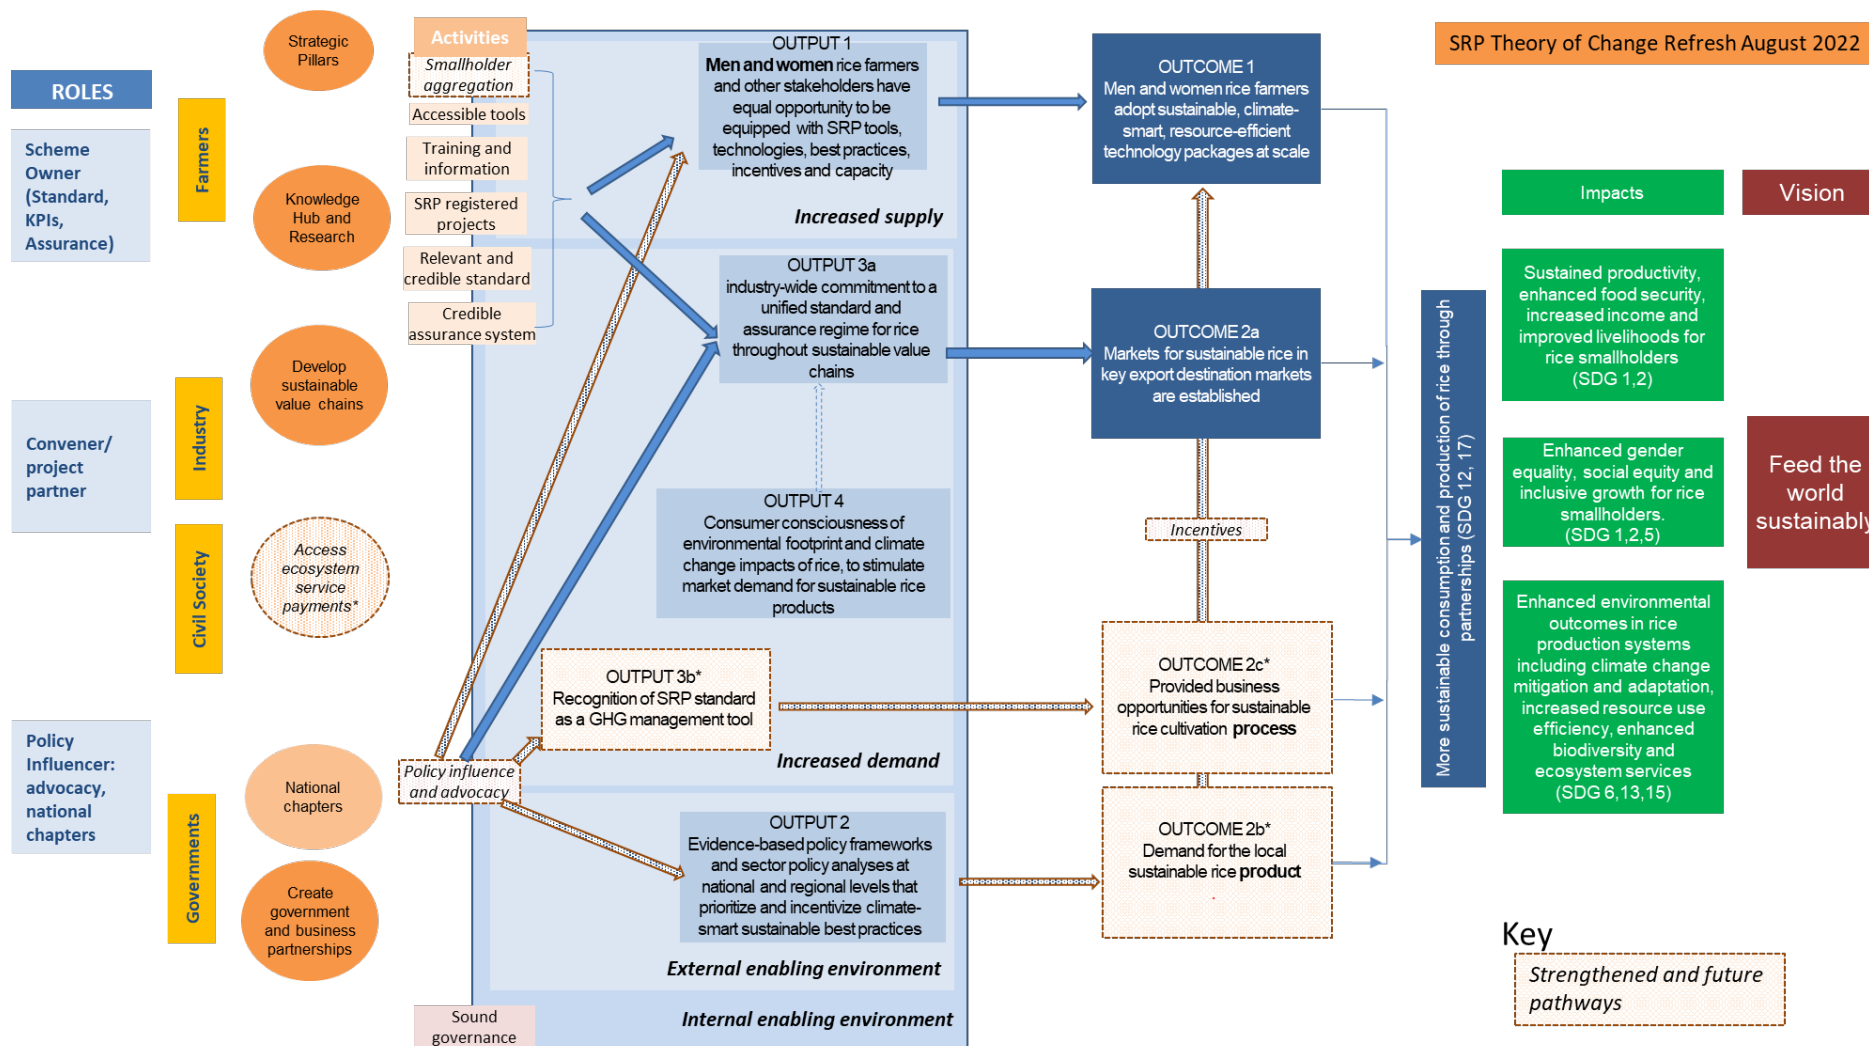 ROLES
Scheme
Owner
(Standard,
KPIs,
Assurance)
Convener/
project
partner
Policy
Influencer:
advocacy,
national
chapters
Farmers
Industry
Civil Society
Governments
Strategic
Pillars
Knowledge
Hub and
Research
Develop
sustainable
value chains
Access
ecosystem
service
payments*
National
chapters
Create
government
and business
partnerships
Activities
Smallholder
aggregation
Accessible tools
Training and
information
SRP registered
projects
Relevant and
credible standard
Credible
assurance system
Policy influence
and advocacy
Sound
governance
OUTPUT 1
Men and women rice farmers
and other stakeholders have
equal opportunity to be
equipped with SRP tools,
technologies, best practices,
incentives and capacity
Increased supply
OUTPUT 3a
industry-wide commitment to a
unified standard and
assurance regime for rice
throughout sustainable value
chains
OUTPUT 4
Consumer consciousness of
environmental footprint and climate
change impacts of rice, to stimulate
market demand for sustainable rice
products
OUTPUT 3b*
Recognition of SRP standard
as a GHG management tool
Increased demand
OUTPUT 2
Evidence-based policy frameworks
and sector policy analyses at
national and regional levels that
prioritize and incentivize climate-
smart sustainable best practices
External enabling environment
Internal enabling environment
OUTCOME 1
Men and women rice farmers
adopt sustainable, climate-
smart, resource-efficient
technology packages at scale
OUTCOME 2a
Markets for sustainable rice in
key export destination markets
are established
Incentives
OUTCOME 2c*
Provided business
opportunities for sustainable
rice cultivation process
OUTCOME 2b*
Demand for the local
sustainable rice product
.
More sustainable consumption and production of rice through
partnerships (SDG 12, 17)
SRP Theory of Change Refresh August 2022
Impacts
Sustained productivity,
enhanced food security,
increased income and
improved livelihoods for
rice smallholders
(SDG 1,2)
Enhanced gender
equality, social equity and
inclusive growth for rice
smallholders.
(SDG 1,2,5)
Enhanced environmental
outcomes in rice
production systems
including climate change
mitigation and adaptation,
increased resource use
efficiency, enhanced
biodiversity and
ecosystem services
(SDG 6,13,15)
Vision
Feed the
world
sustainably
Key
Strengthened and future
pathways